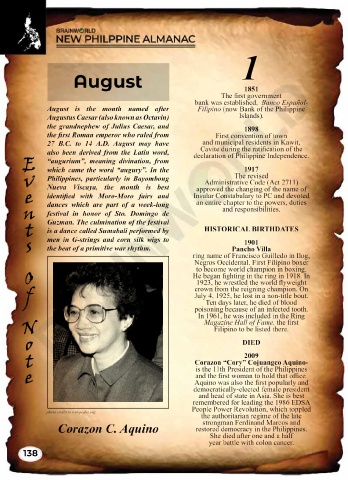 BRAINWORLD
NEW PHILPPINE ALMANAC
August
August is the month named after
Augustus Caesar (also known as Octavin)
the grandnephew of Julius Caesar, and
the first Roman emperor who ruled from
27 B.C. to 14 A.D. August may have
also been derived from the Latin word,
"augurium", meaning divination, from
which came the word "augury". In the
Philippines, particularly in Bayombong
Nueva Viscaya, the month is best
identified with Moro-Moro fairs and
dances which are part of a week-long
festival in honor of Sto. Domingo de
Guzman. The culmination of the festival
is a dance called Sumuhali performed by
men in G-strings and corn silk wigs to
the beat of a primitive war rhythm.
Events Of Note
Corazon C. Aquino
138
1
1851
The first government
bank was established, Banco Español-
Filipino (now Bank of the Philippine
Islands).
1898
First convention of town
and municipal residents in Kawit,
Cavite during the ratification of the
declaration of Philippine Independence.
1917
The revised
Administrative Code (Act 2711)
approved the changing of the name of
Insular Constabulary to PC and devoted
an entire chapter to the powers, duties
and responsibilities.
HISTORICAL BIRTHDATES
1901
Pancho Villa
ring name of Francisco Guilledo in Ilog,
Negros Occidental. First Filipino boxer
to become world champion in boxing.
He began fighting in the ring in 1918. In
1923, he wrestled the world flyweight
crown from the reigning champion. On
July 4, 1925, he lost in a non-title bout.
Ten days later, he died of blood
poisoning because of an infected tooth.
In 1961, he was included in the Ring
Magazine Hall of Fame, the first
Filipino to be listed there.
DIED
2009
Corazon "Cory" Cojuangco Aquino-
is the 11th President of the Philippines
and the first woman to hold that office
Aquino was also the first popularly and
democratically-elected female president
and head of state in Asia. She is best
remembered for leading the 1986 EDSA
People Power Revolution, which toppled
the authoritarian regime of the late
strongman Ferdinand Marcos and
restored democracy in the Philippines.
She died after one and a half
year battle with colon cancer.